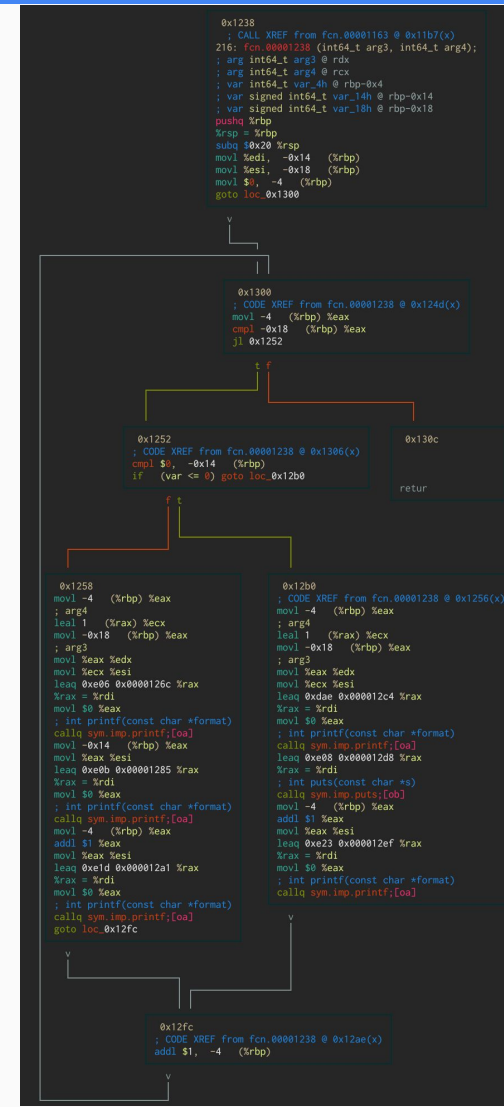 0x1238
; CALL XREF from fcn.00001163 @ 0x11b7(x)
216: fcn.00001238 (int64_t arg3, int64_t arg4);
; arg int64_t arg3 @ rdx
; arg int64_t arg4 @ rcx
; var int64_t var_4h @ rbp-0x4
; var signed int64_t var_14h @ rbp-0x14
; var signed int64_t var_18h @ rbp-0x18
pushq %rbp
%rsp = %rbp
subq $0x20 %rsp
movl %edi, -0x14 (%rbp)
movl %esi, -0x18 (%rbp)
movl $0, -4 (%rbp)
goto loc_0x1300
v
0x1300
; CODE XREF from fcn.00001238 @ 0x124d(x)
movl -4 (%rbp) %eax
cmpl -0x18 (%rbp) %eax
jl 0x1252
t f
0x1252
; CODE XREF from fcn.00001238 @ 0x1306(x)
cmpl $0, -0x14 (%rbp)
if (var <= 0) goto loc_0x12b0
f t
0x130c
retur
0x1258
movl -4 (%rbp) %eax
; arg4
leal 1 (%rax) %ecx
movl -0x18 (%rbp) %eax
; arg3
movl %eax %edx
movl %ecx %esi
leaq 0xe06 0x0000126c %rax
%rax = %rdi
movl $0 %eax
; int printf(const char *format)
callq sym.imp.printf;[oa]
movl -0x14 (%rbp) %eax
movl %eax %esi
leaq 0xe0b 0x00001285 %rax
%rax = %rdi
movl $0 %eax
; int printf(const char *format)
callq sym.imp.printf;[oa]
movl -4 (%rbp) %eax
addl $1 %eax
movl %eax %esi
leaq 0xe1d 0x000012a1 %rax
%rax = %rdi
movl $0 %eax
; int printf(const char *format)
callq sym.imp.printf;[oa]
goto loc_0x12fc
v
0x12b0
; CODE XREF from fcn.00001238 @ 0x1256(x)
movl -4 (%rbp) %eax
; arg4
leal 1 (%rax) %ecx
movl -0x18 (%rbp) %eax
; arg3
movl %eax %edx
movl %ecx %esi
leaq 0xdae 0x000012c4 %rax
%rax = %rdi
movl $0 %eax
; int printf(const char *format)
callq sym.imp.printf;[oa]
leaq 0xe08 0x000012d8 %rax
%rax = %rdi
; int puts(const char *s)
callq sym.imp.puts;[ob]
movl -4 (%rbp) %eax
addl $1 %eax
movl %eax %esi
leaq 0xe23 0x000012ef %rax
%rax = %rdi
movl $0 %eax
; int printf(const char *format)
callq sym.imp.printf;[oa]
v
0x12fc
; CODE XREF from fcn.00001238 @ 0x12ae(x)
addl $1, -4 (%rbp)
v